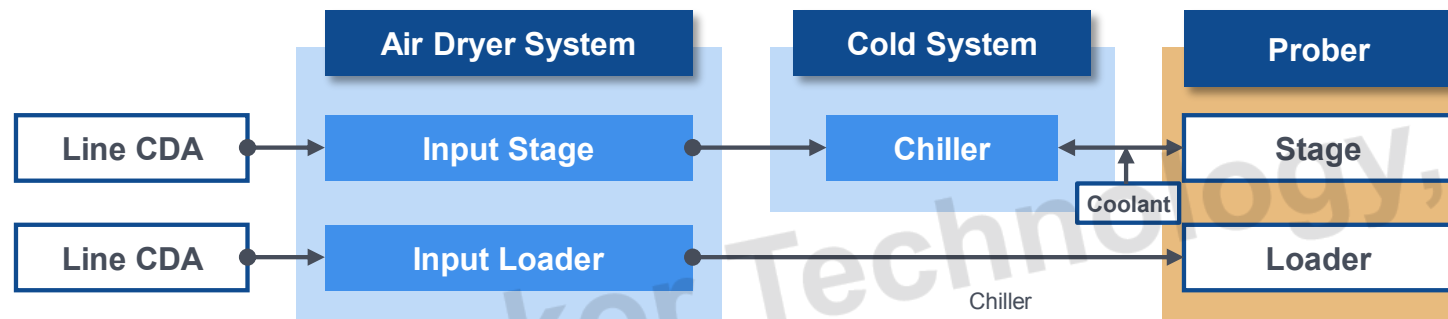 Air Dryer System
Cold System
Prober
Line CDA
Input Stage
Chiller
Stage
Coolant
Line CDA
Input Loader
Loader
Chiller
Technology,